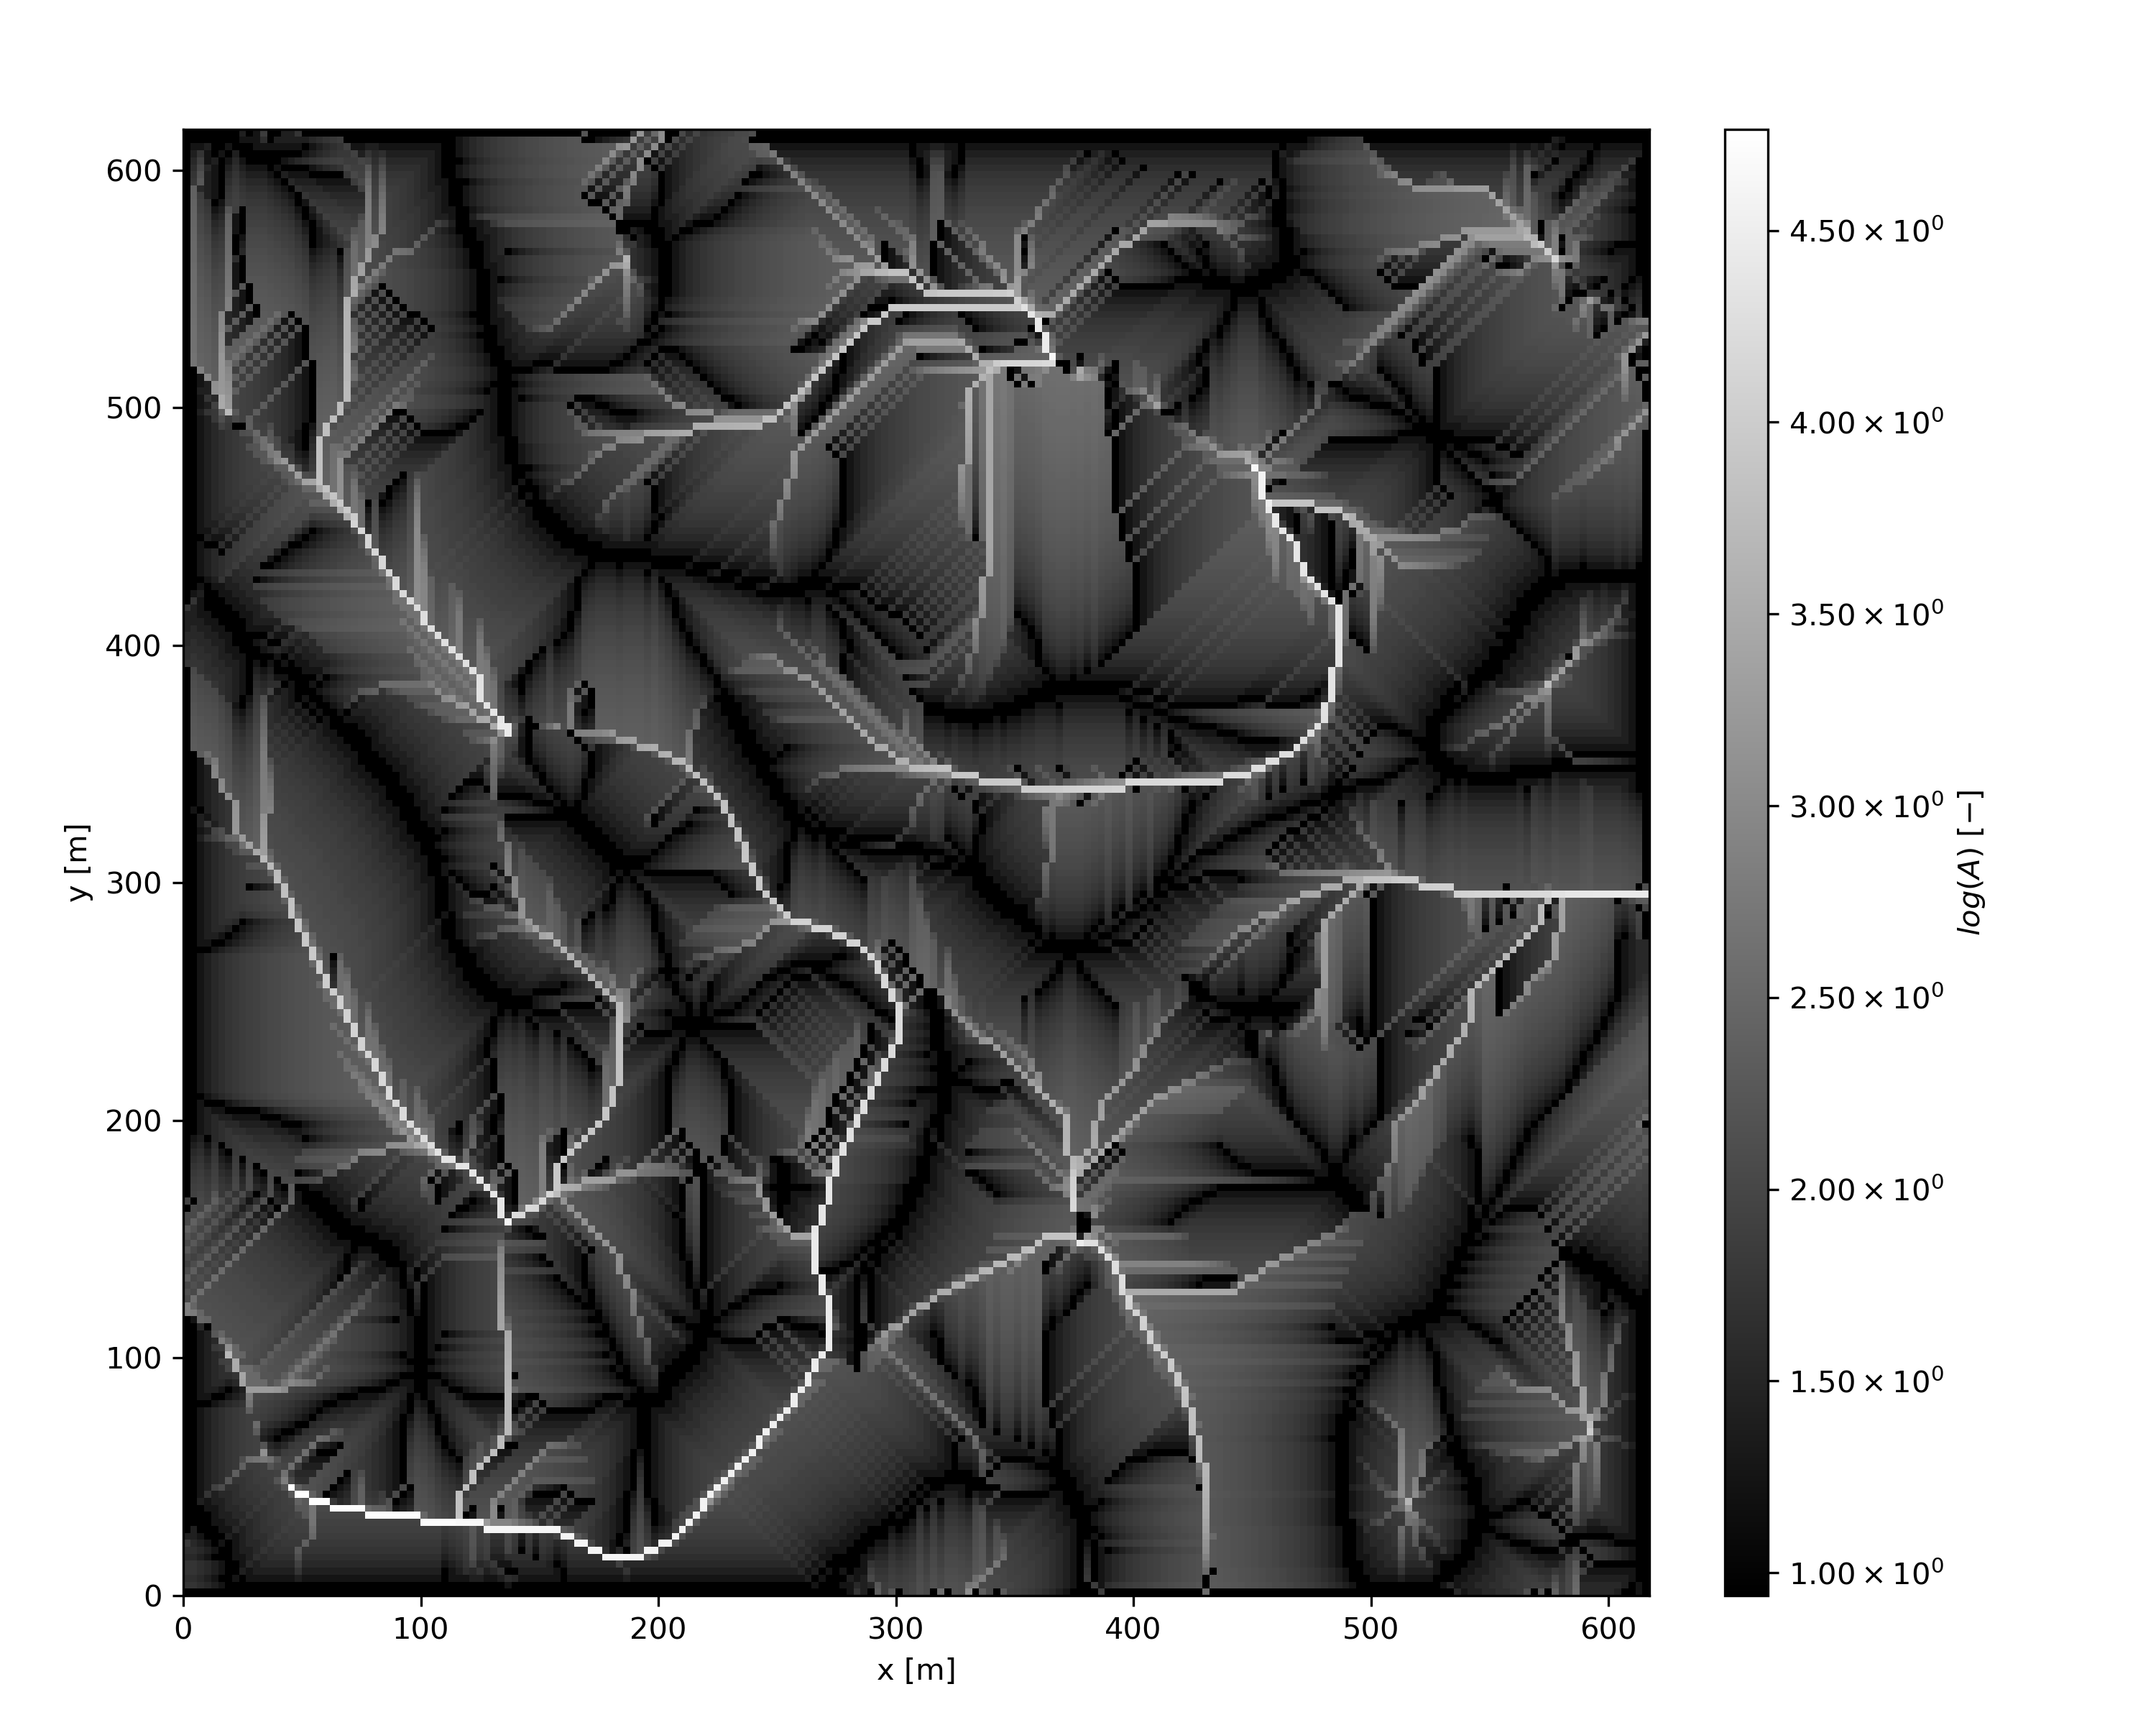 600
500
400
300
200
100
0
y [m]
0 100 200 300 400 500 600
x [m]
4.50 × 10⁰
4.00 × 10⁰
3.50 × 10⁰
3.00 × 10⁰
2.50 × 10⁰
2.00 × 10⁰
1.50 × 10⁰
1.00 × 10⁰
log(A) [−]